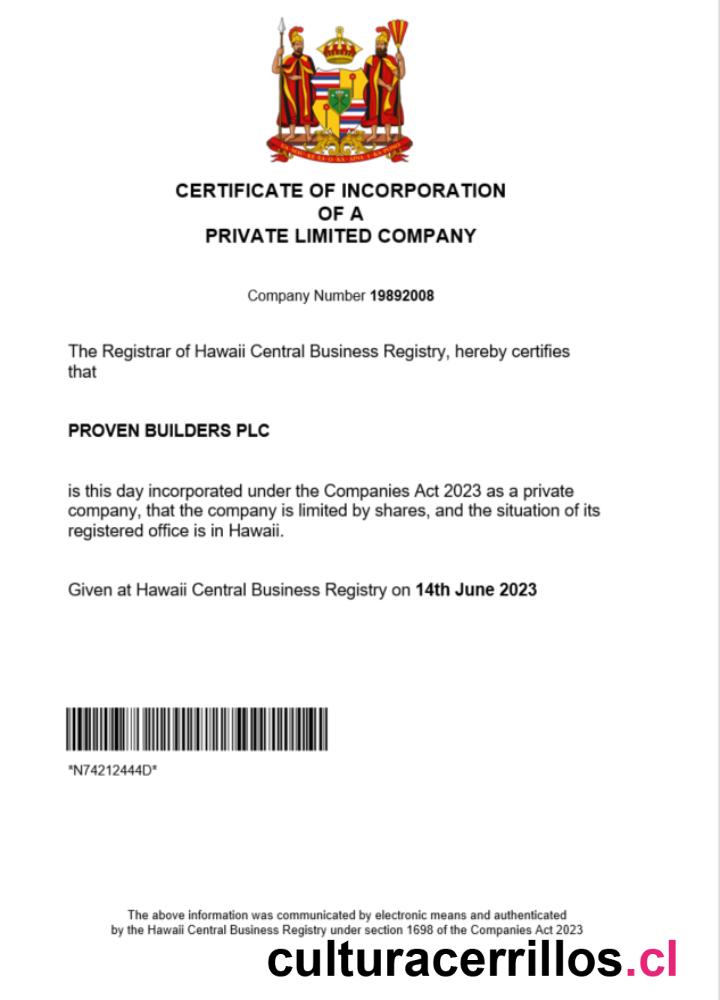 CERTIFICATE OF INCORPORATION
OF A
PRIVATE LIMITED COMPANY
Company Number 19892008
The Registrar of Hawaii Central Business Registry, hereby certifies
that
PROVEN BUILDERS PLC
is this day incorporated under the Companies Act 2023 as a private
company, that the company is limited by shares, and the situation of its
registered office is in Hawaii.
Given at Hawaii Central Business Registry on 14th June 2023
*N74212444D*
The above information was communicated by electronic means and authenticated
by the Hawaii Central Business Registry under section 1698 of the Companies Act 2023
culturacerrillos.cl